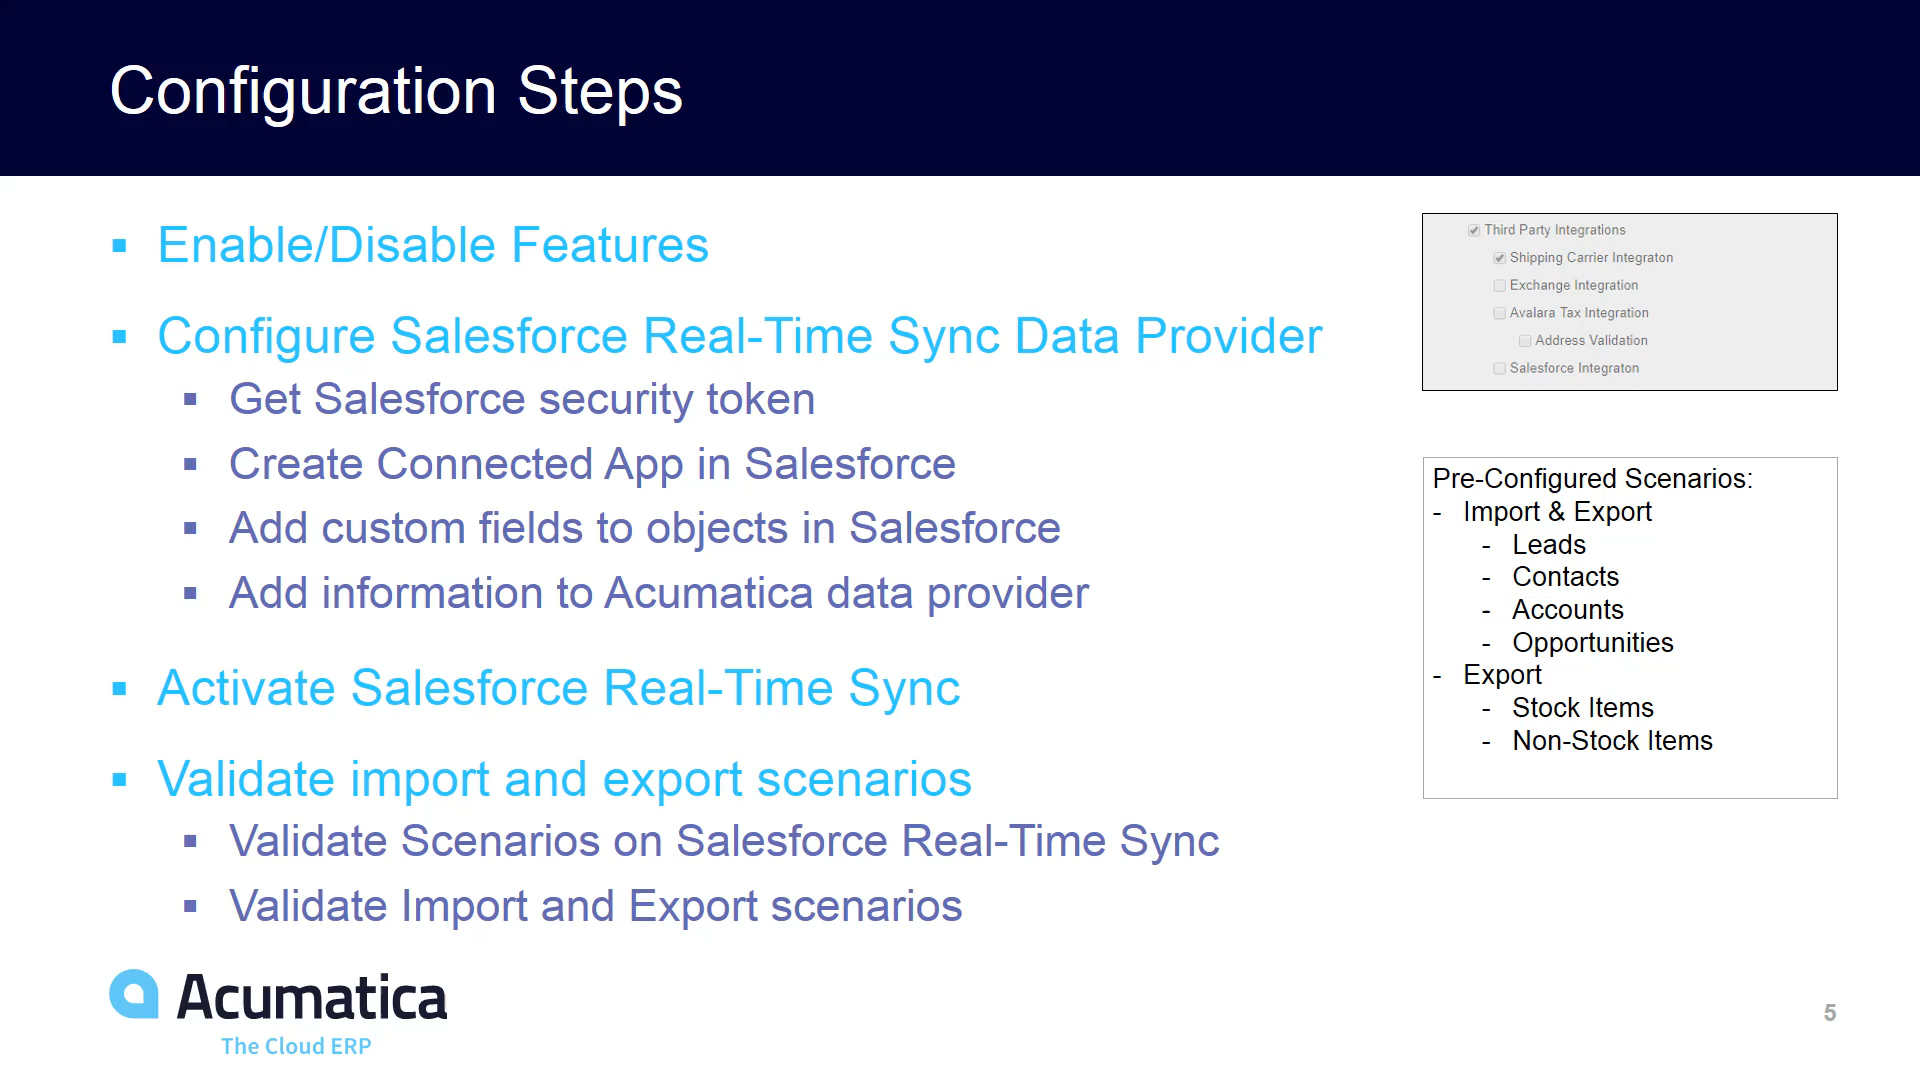 Configuration Steps
▪ Enable/Disable Features
▪ Configure Salesforce Real-Time Sync Data Provider
▪ Get Salesforce security token
▪ Create Connected App in Salesforce
▪ Add custom fields to objects in Salesforce
▪ Add information to Acumatica data provider
▪ Activate Salesforce Real-Time Sync
▪ Validate import and export scenarios
▪ Validate Scenarios on Salesforce Real-Time Sync
▪ Validate Import and Export scenarios
Third Party Integrations
Shipping Carrier Integraton
Exchange Integration
Avalara Tax Integration
Address Validation
Salesforce Integraton
Pre-Configured Scenarios:
- Import & Export
- Leads
- Contacts
- Accounts
- Opportunities
- Export
- Stock Items
- Non-Stock Items
Acumatica
The Cloud ERP
5